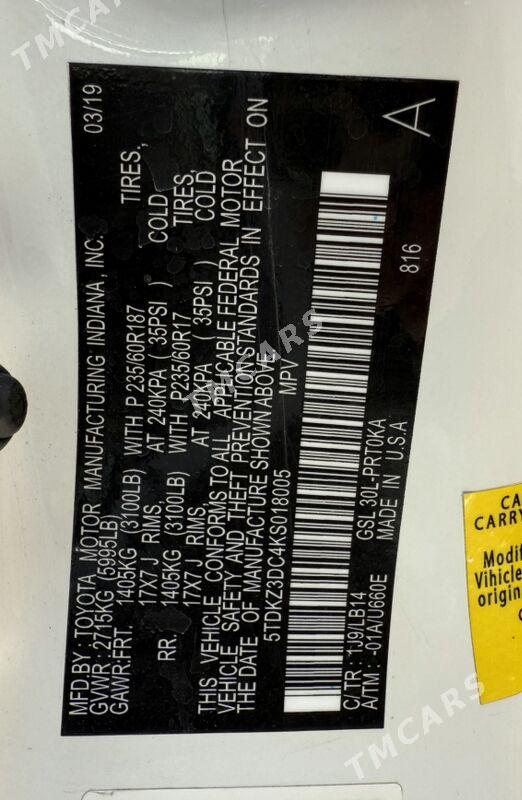 MFD.BY: TOYOTA MOTOR MANUFACTURING INDIANA, INC. 03/19
GVWR: 2715KG (5995LB)
GAWR:FRT. 1405KG (3100LB) WITH P 235/60R187 TIRES,
17X7 J RIMS, AT 240KPA ( 35PSI ) COLD
RR. 1405KG (3100LB) WITH P235/60R17 TIRES,
17X7 J RIMS, AT 240KPA ( 35PSI ) COLD
THIS VEHICLE CONFORMS TO ALL APPLICABLE FEDERAL MOTOR
VEHICLE SAFETY AND THEFT PREVENTION STANDARDS IN EFFECT ON
THE DATE OF MANUFACTURE SHOWN ABOVE.
5TDKZ3DC4KS018005 MPV A
C/TR: 1J9/LB14 GSL 30L-PRT0KA 816
A/TM: -01A/U660E MADE IN U.S.A
CA
CARRY
Modif
Vihicle
origin
TMCARS
TMCARS
TMCARS